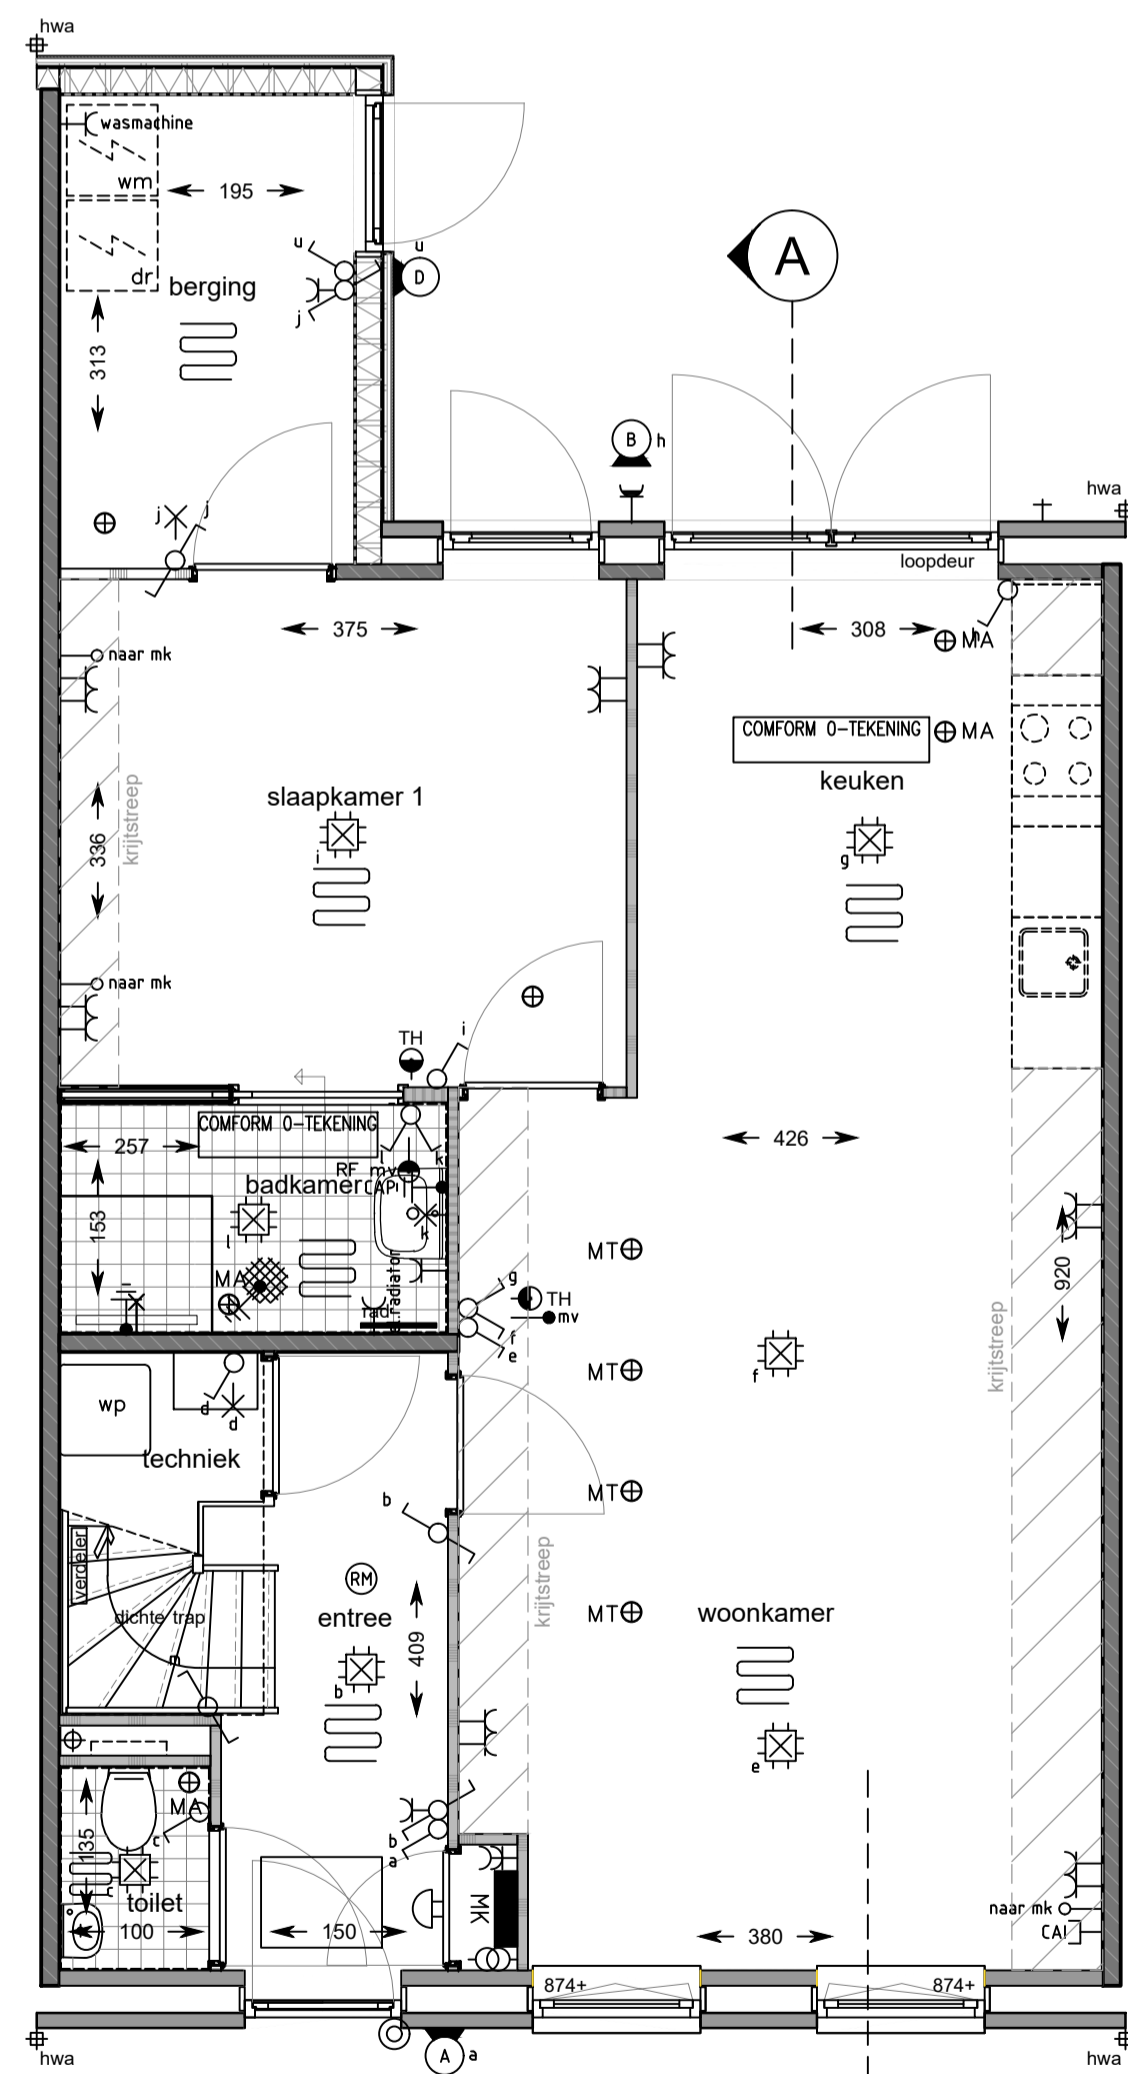 hwa
wasmachine
wm
195
dr
u
u
D
berging
j
A
313
B
h
hwa
j
j
loopdeur
375
308
h
MA
naar mk
COMFORM 0-TEKENING
MA
keuken
slaapkamer 1
krijtstreep
336
i
g
naar mk
TH
i
COMFORM 0-TEKENING
257
426
l
k
RF mv
badkamer
CAP
153
k
l
MT
920
MA
radiator
rad
g
TH
mv
f
e
krijtstreep
f
MT
wp
d
d
techniek
b
MT
verdeler
RM
krijtstreep
dichte trap
entree
MT
woonkamer
409
m
b
e
MA
c
135
b
a
toilet
100
150
MK
naar mk
CAI
380
874+
874+
hwa
A
a
hwa